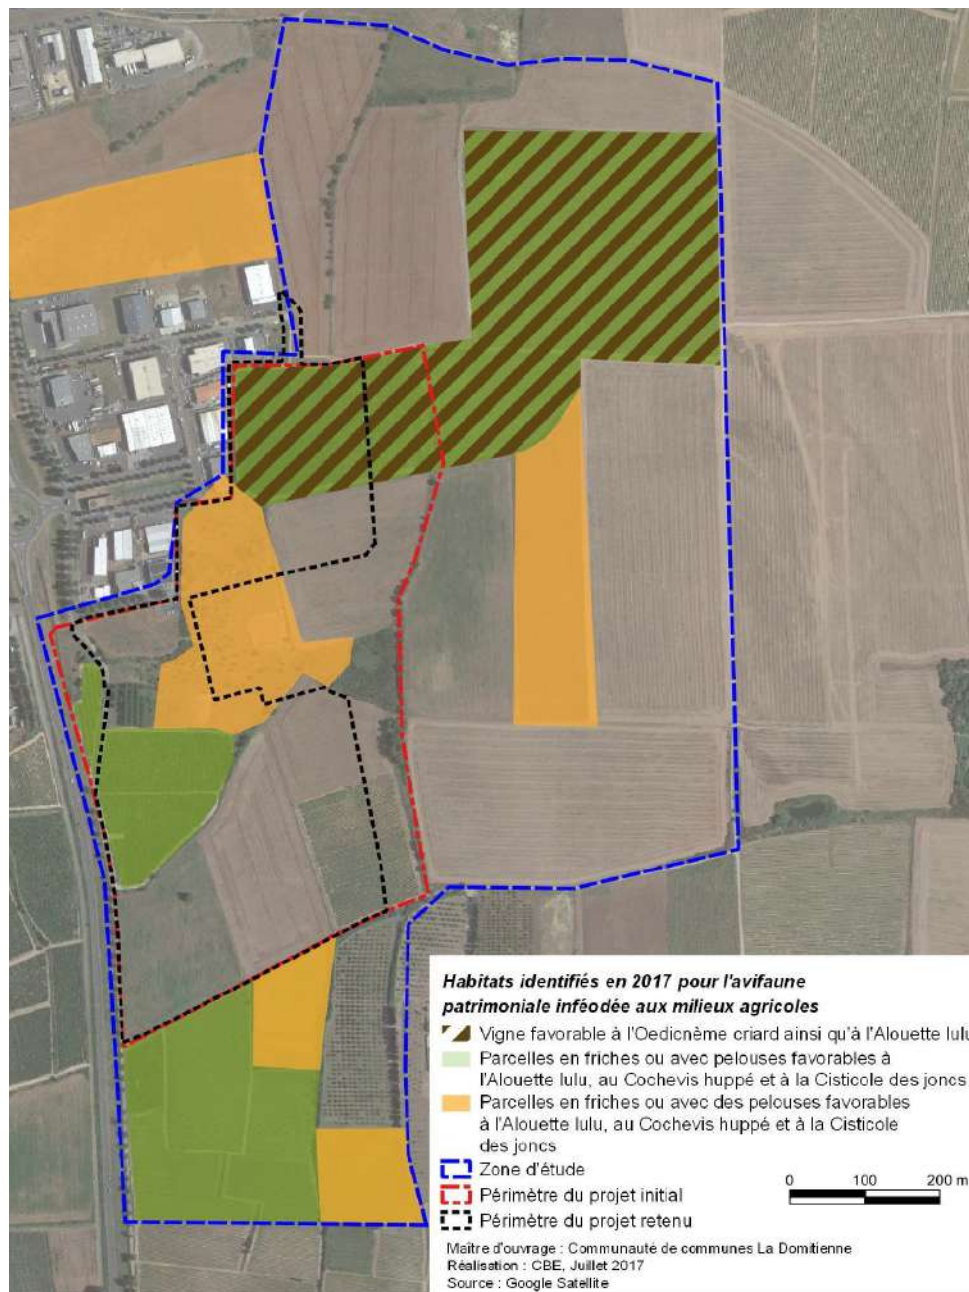 Habitats identifiés en 2017 pour l'avifaune
patrimoniale inféodée aux milieux agricoles
Vigne favorable à l'Oedicnème criard ainsi qu'à l'Alouette lulu
Parcelles en friches ou avec pelouses favorables à
l'Alouette lulu, au Cochevis huppé et à la Cisticole des joncs
Parcelles en friches ou avec des pelouses favorables
à l'Alouette lulu, au Cochevis huppé et à la Cisticole
des joncs
Zone d'étude
Périmètre du projet initial
Périmètre du projet retenu
0 100 200 m
Maître d'ouvrage : Communauté de communes La Domitienne
Réalisation : CBE, Juillet 2017
Source : Google Satellite